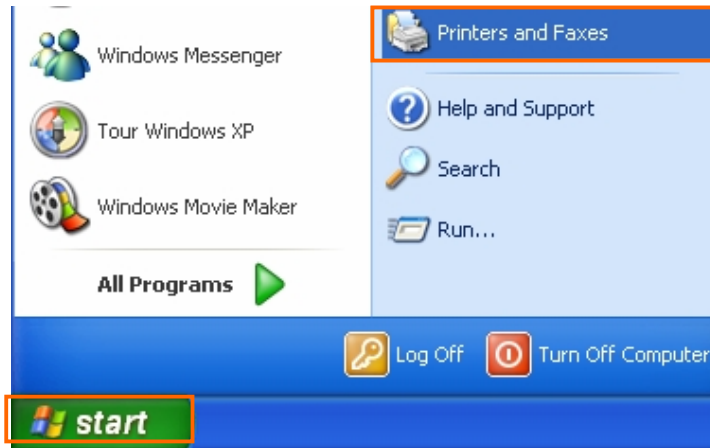 Windows Messenger
Tour Windows XP
Windows Movie Maker
All Programs
Printers and Faxes
Help and Support
Search
Run...
Log Off
Turn Off Computer
start